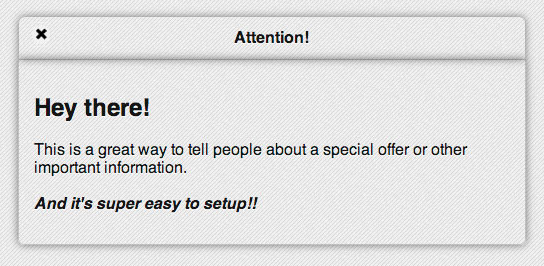 Attention!
Hey there!
This is a great way to tell people about a special offer or other
important information.
And it's super easy to setup!!